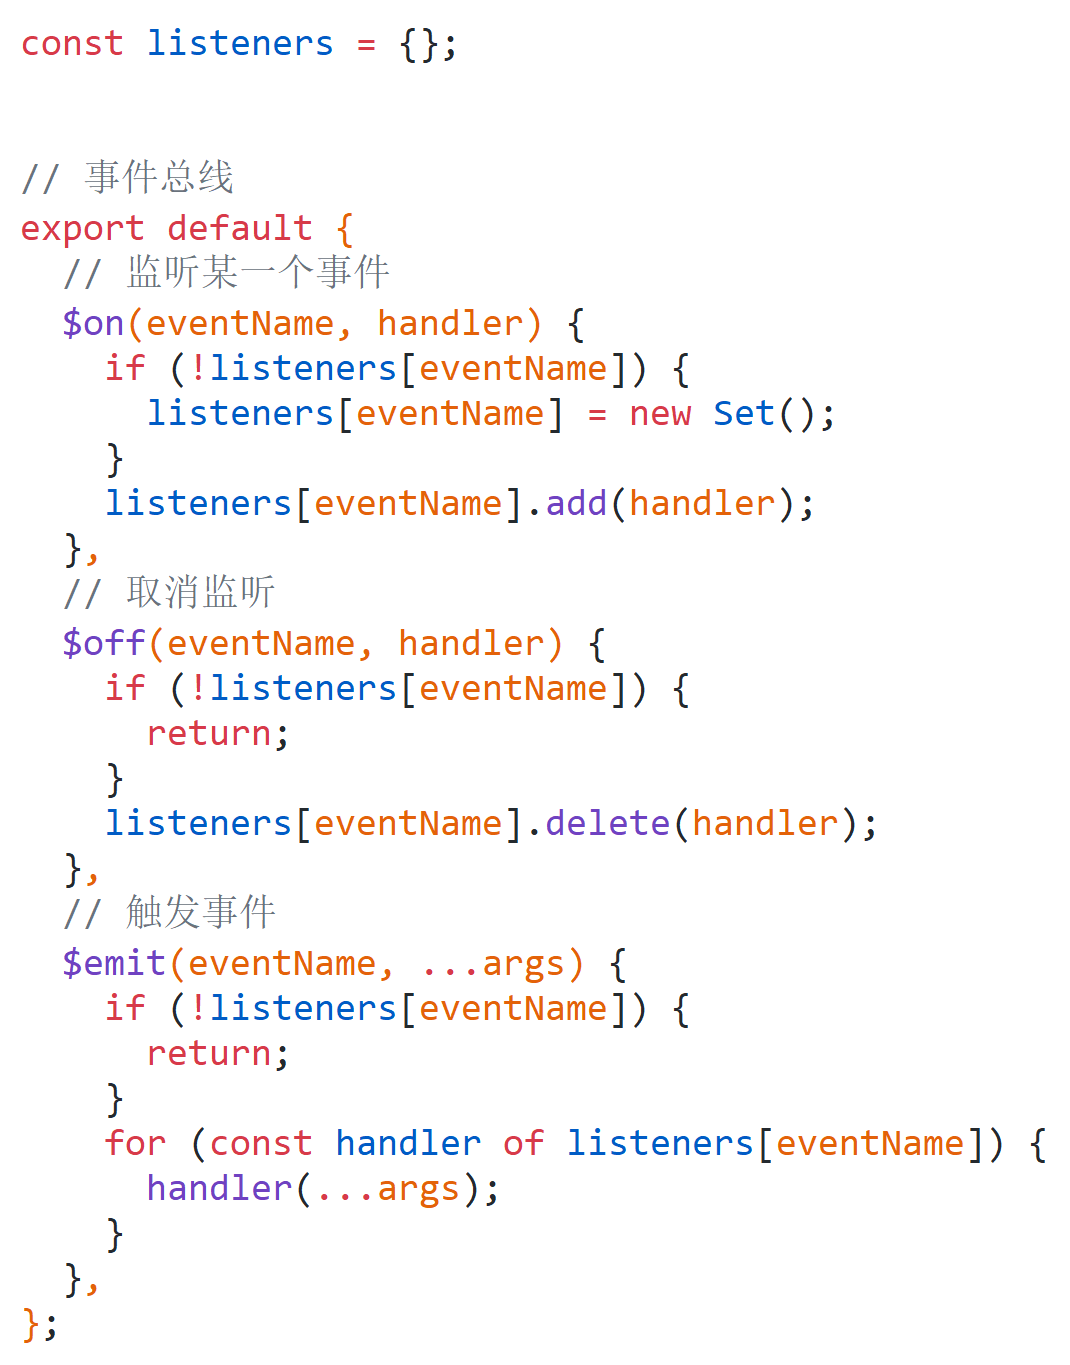 const listeners = {};
// 事件总线
export default {
  // 监听某一个事件
  $on(eventName, handler) {
    if (!listeners[eventName]) {
      listeners[eventName] = new Set();
    }
    listeners[eventName].add(handler);
  },
  // 取消监听
  $off(eventName, handler) {
    if (!listeners[eventName]) {
      return;
    }
    listeners[eventName].delete(handler);
  },
  // 触发事件
  $emit(eventName, ...args) {
    if (!listeners[eventName]) {
      return;
    }
    for (const handler of listeners[eventName]) {
      handler(...args);
    }
  },
};